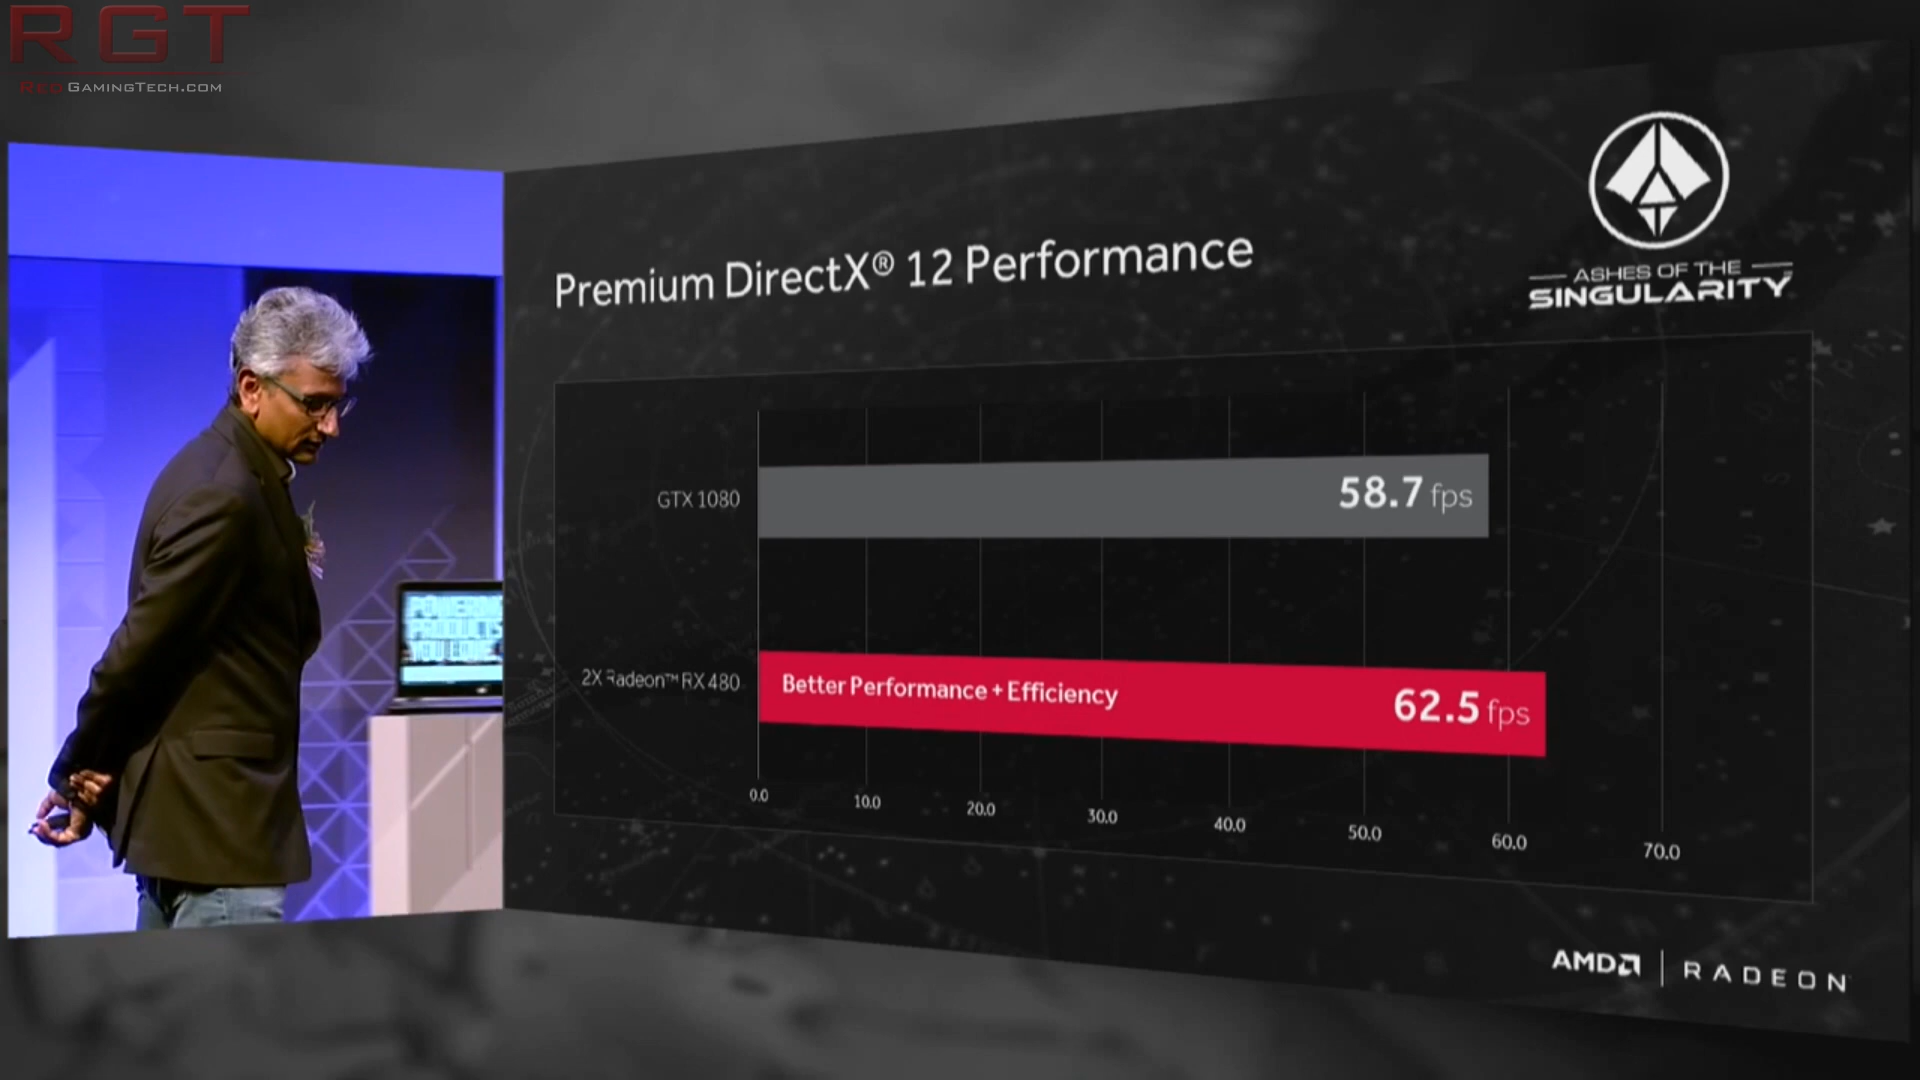 RGT
RedGamingTech.com
Premium DirectX® 12 Performance
ASHES OF THE
SINGULARITY
GTX 1080
58.7 fps
2X Radeon™ RX 480
Better Performance + Efficiency
62.5 fps
0.0 10.0 20.0 30.0 40.0 50.0 60.0 70.0
AMD | RADEON